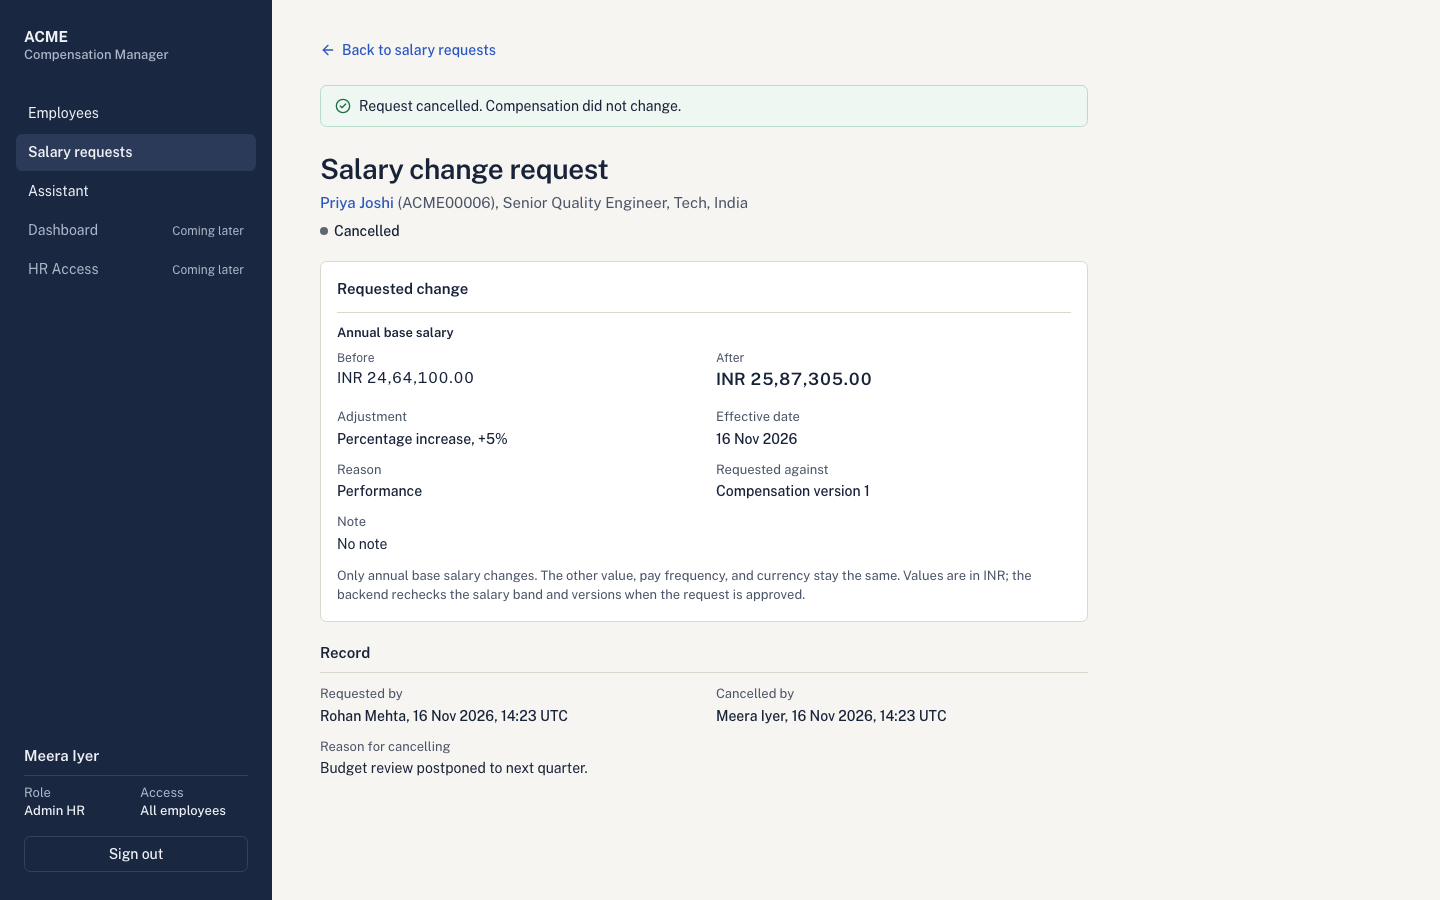 ACME
Compensation Manager
Employees
Salary requests
Assistant
Dashboard Coming later
HR Access Coming later
Meera Iyer
Role Access
Admin HR All employees
Sign out
Back to salary requests
Request cancelled. Compensation did not change.
Salary change request
Priya Joshi (ACME00006), Senior Quality Engineer, Tech, India
Cancelled
Requested change
Annual base salary
Before After
INR 24,64,100.00 INR 25,87,305.00
Adjustment Effective date
Percentage increase, +5% 16 Nov 2026
Reason Requested against
Performance Compensation version 1
Note
No note
Only annual base salary changes. The other value, pay frequency, and currency stay the same. Values are in INR; the
backend rechecks the salary band and versions when the request is approved.
Record
Requested by Cancelled by
Rohan Mehta, 16 Nov 2026, 14:23 UTC Meera Iyer, 16 Nov 2026, 14:23 UTC
Reason for cancelling
Budget review postponed to next quarter.